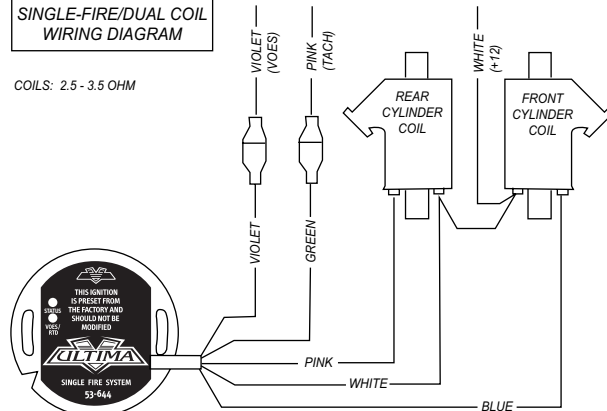 SINGLE-FIRE/DUAL COIL
WIRING DIAGRAM
COILS: 2.5 - 3.5 OHM
VIOLET
(VOES)
PINK
(TACH)
WHITE
(+12)
REAR
CYLINDER
COIL
FRONT
CYLINDER
COIL
VIOLET
GREEN
THIS IGNITION
IS PRESET FROM
THE FACTORY AND
SHOULD NOT BE
MODIFIED
STATUS
VOES/
RTD
ULTIMA
SINGLE FIRE SYSTEM
53-644
PINK
WHITE
BLUE